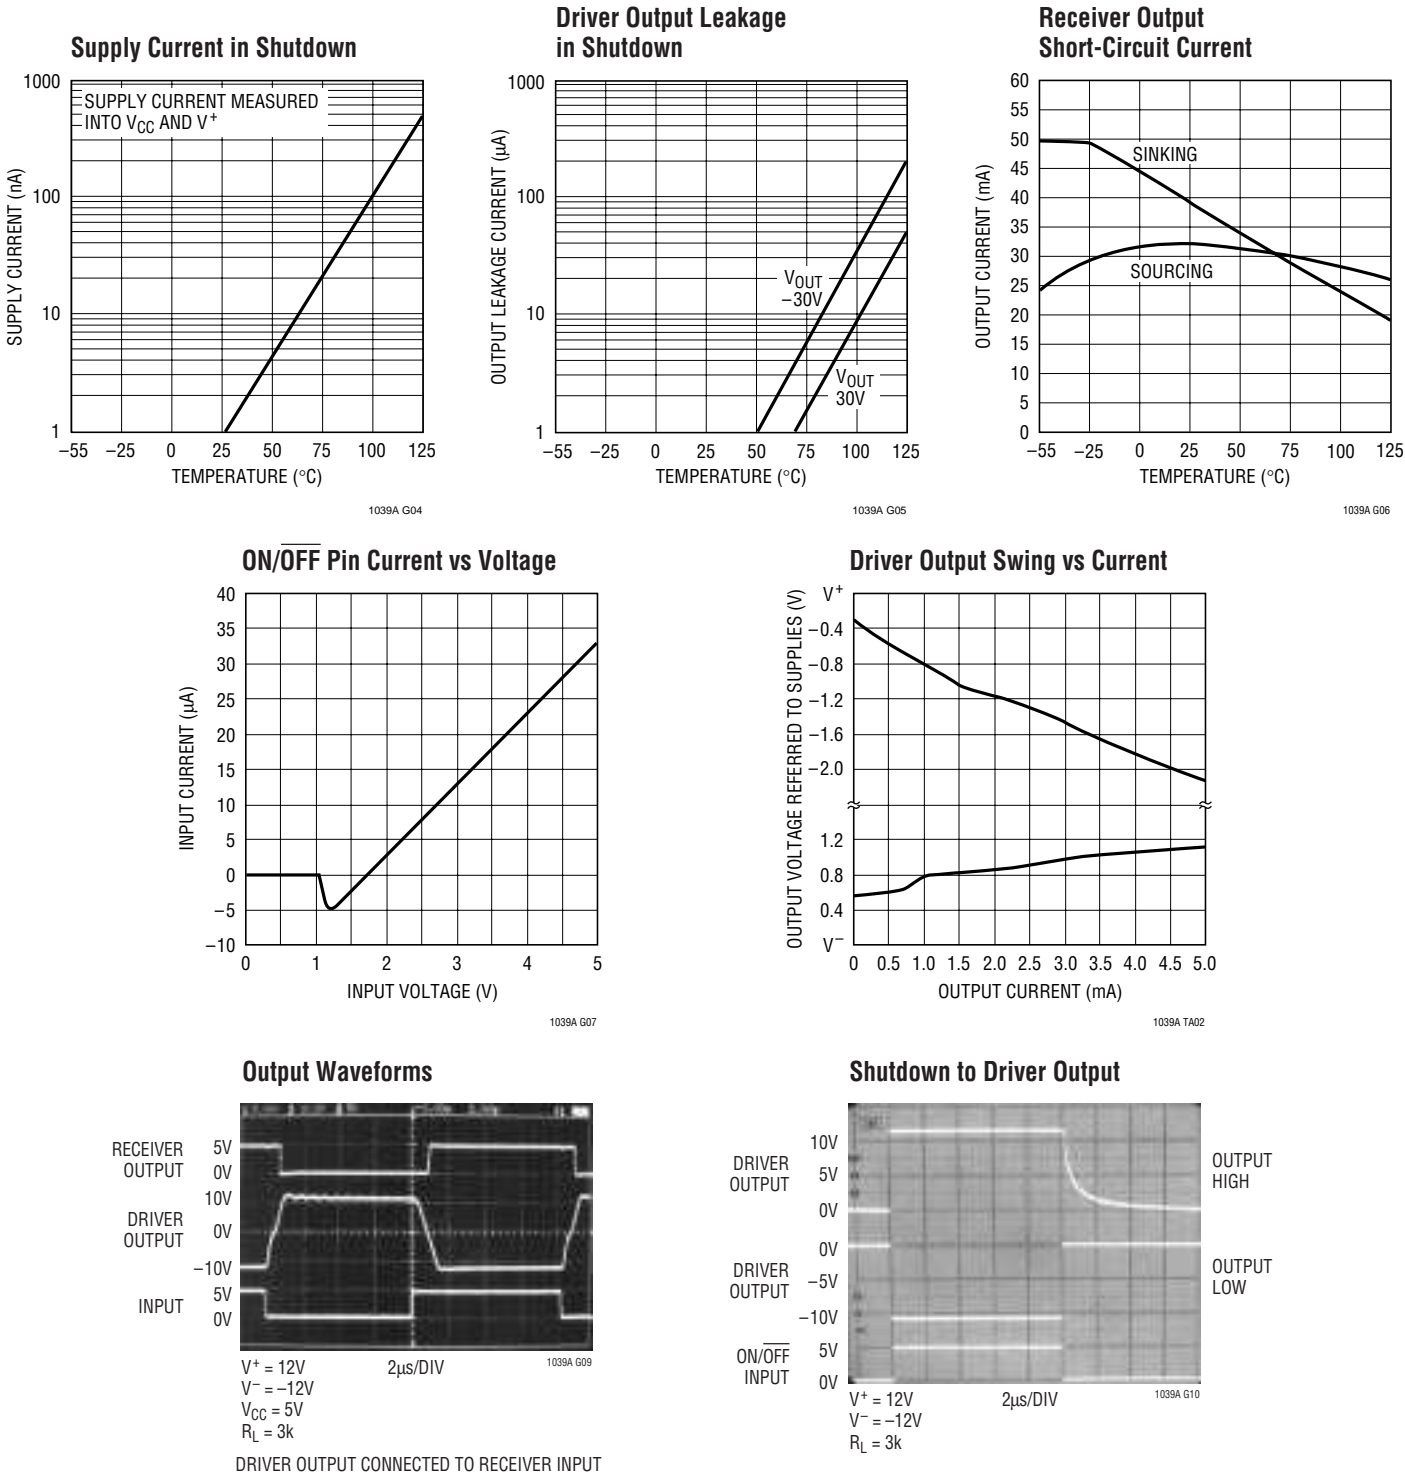 Supply Current in Shutdown
1000
100
10
1
SUPPLY CURRENT (nA)
SUPPLY CURRENT MEASURED
INTO VCC AND V+
–55 –25 0 25 50 75 100 125
TEMPERATURE (°C)
1039A G04
Driver Output Leakage
in Shutdown
1000
100
10
1
OUTPUT LEAKAGE CURRENT (µA)
VOUT
–30V
VOUT
30V
–55 –25 0 25 50 75 100 125
TEMPERATURE (°C)
1039A G05
Receiver Output
Short-Circuit Current
60
55
50
45
40
35
30
25
20
15
10
5
0
OUTPUT CURRENT (mA)
SINKING
SOURCING
–55 –25 0 25 50 75 100 125
TEMPERATURE (°C)
1039A G06
ON/O̅F̅F̅ Pin Current vs Voltage
40
35
30
25
20
15
10
5
0
–5
–10
INPUT CURRENT (µA)
0 1 2 3 4 5
INPUT VOLTAGE (V)
1039A G07
Driver Output Swing vs Current
V+
–0.4
–0.8
–1.2
–1.6
–2.0
1.2
0.8
0.4
V–
OUTPUT VOLTAGE REFERRED TO SUPPLIES (V)
0 0.5 1.0 1.5 2.0 2.5 3.0 3.5 4.0 4.5 5.0
OUTPUT CURRENT (mA)
1039A TA02
Output Waveforms
RECEIVER
OUTPUT
5V
0V
DRIVER
OUTPUT
10V
0V
–10V
INPUT
5V
0V
V+ = 12V
V– = –12V
VCC = 5V
RL = 3k
2µs/DIV
1039A G09
DRIVER OUTPUT CONNECTED TO RECEIVER INPUT
Shutdown to Driver Output
DRIVER
OUTPUT
10V
5V
0V
OUTPUT
HIGH
DRIVER
OUTPUT
0V
–5V
–10V
OUTPUT
LOW
ON/O̅F̅F̅
INPUT
5V
0V
V+ = 12V
V– = –12V
RL = 3k
2µs/DIV
1039A G10